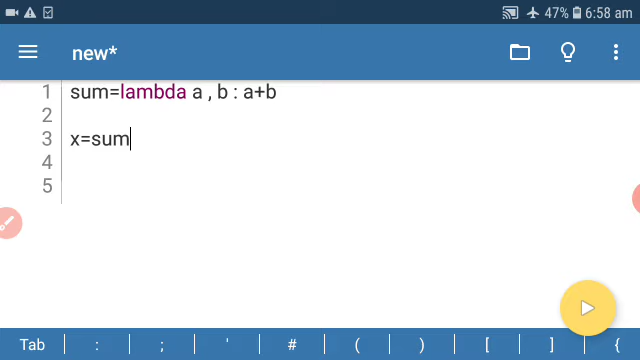 47% 6:58 am
new*
1 sum=lambda a , b : a+b
2
3 x=sum
4
5
Tab : ; ' # ( ) [ ] {